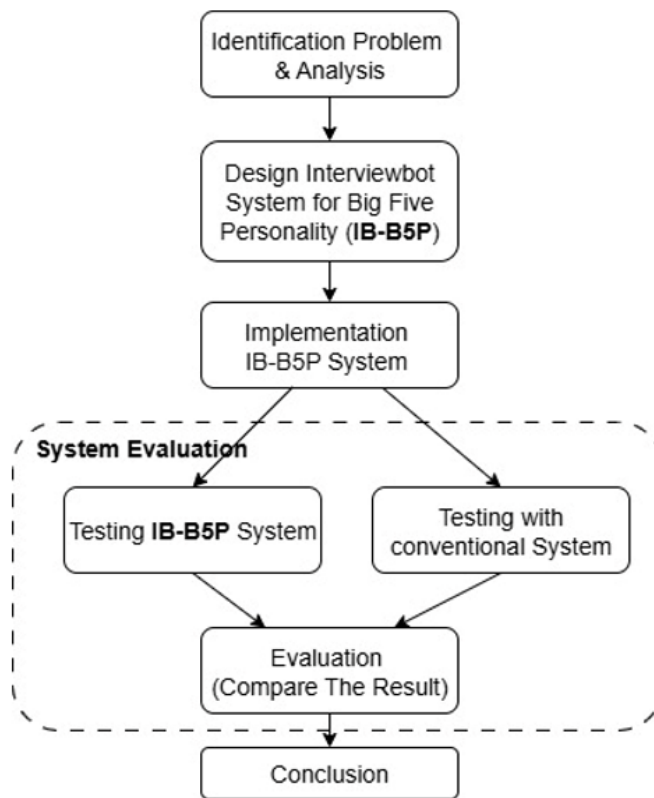 Identification Problem
& Analysis
Design Interviewbot
System for Big Five
Personality (IB-B5P)
Implementation
IB-B5P System
System Evaluation
Testing IB-B5P System
Testing with
conventional System
Evaluation
(Compare The Result)
Conclusion